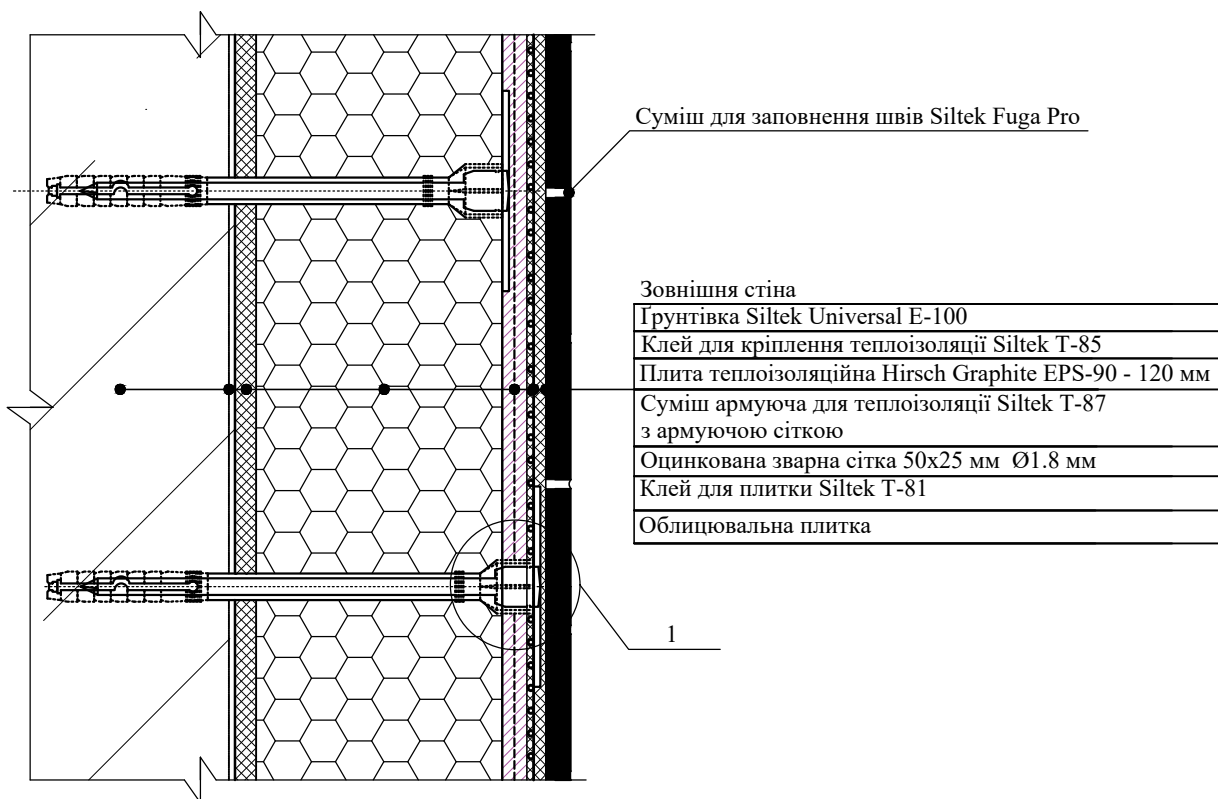 Суміш для заповнення швів Siltek Fuga Pro
Зовнішня стіна
Ґрунтівка Siltek Universal E-100
Клей для кріплення теплоізоляції Siltek T-85
Плита теплоізоляційна Hirsch Graphite EPS-90 - 120 мм
Суміш армуюча для теплоізоляції Siltek T-87
з армуючою сіткою
Оцинкована зварна сітка 50x25 мм Ø1.8 мм
Клей для плитки Siltek T-81
Облицювальна плитка
1